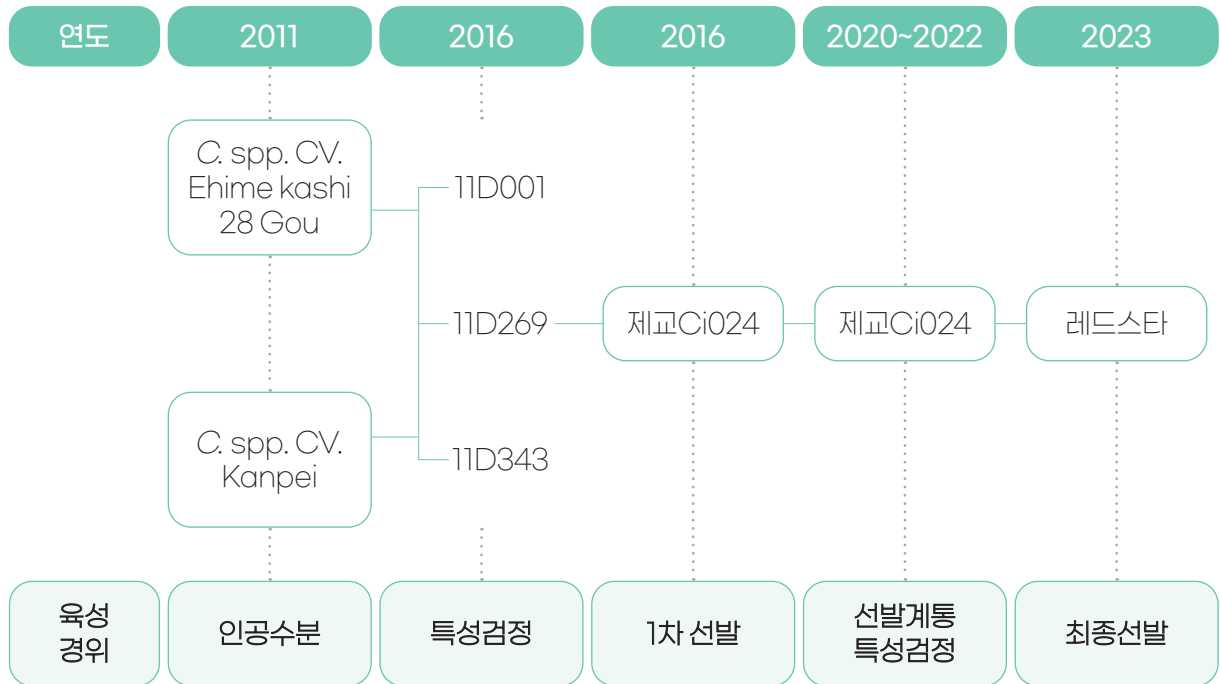 연도
2011
2016
2016
2020~2022
2023
C. spp. CV.
Ehime kashi
28 Gou
C. spp. CV.
Kanpei
11D001
11D269
11D343
제교Ci024
제교Ci024
레드스타
육성
경위
인공수분
특성검정
1차 선발
선발계통
특성검정
최종선발